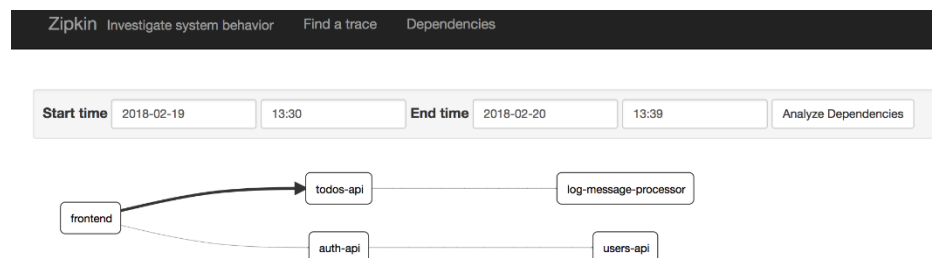 Zipkin Investigate system behavior Find a trace Dependencies
Start time 2018-02-19 13:30 End time 2018-02-20 13:39 Analyze Dependencies
todos-api log-message-processor
frontend
auth-api users-api